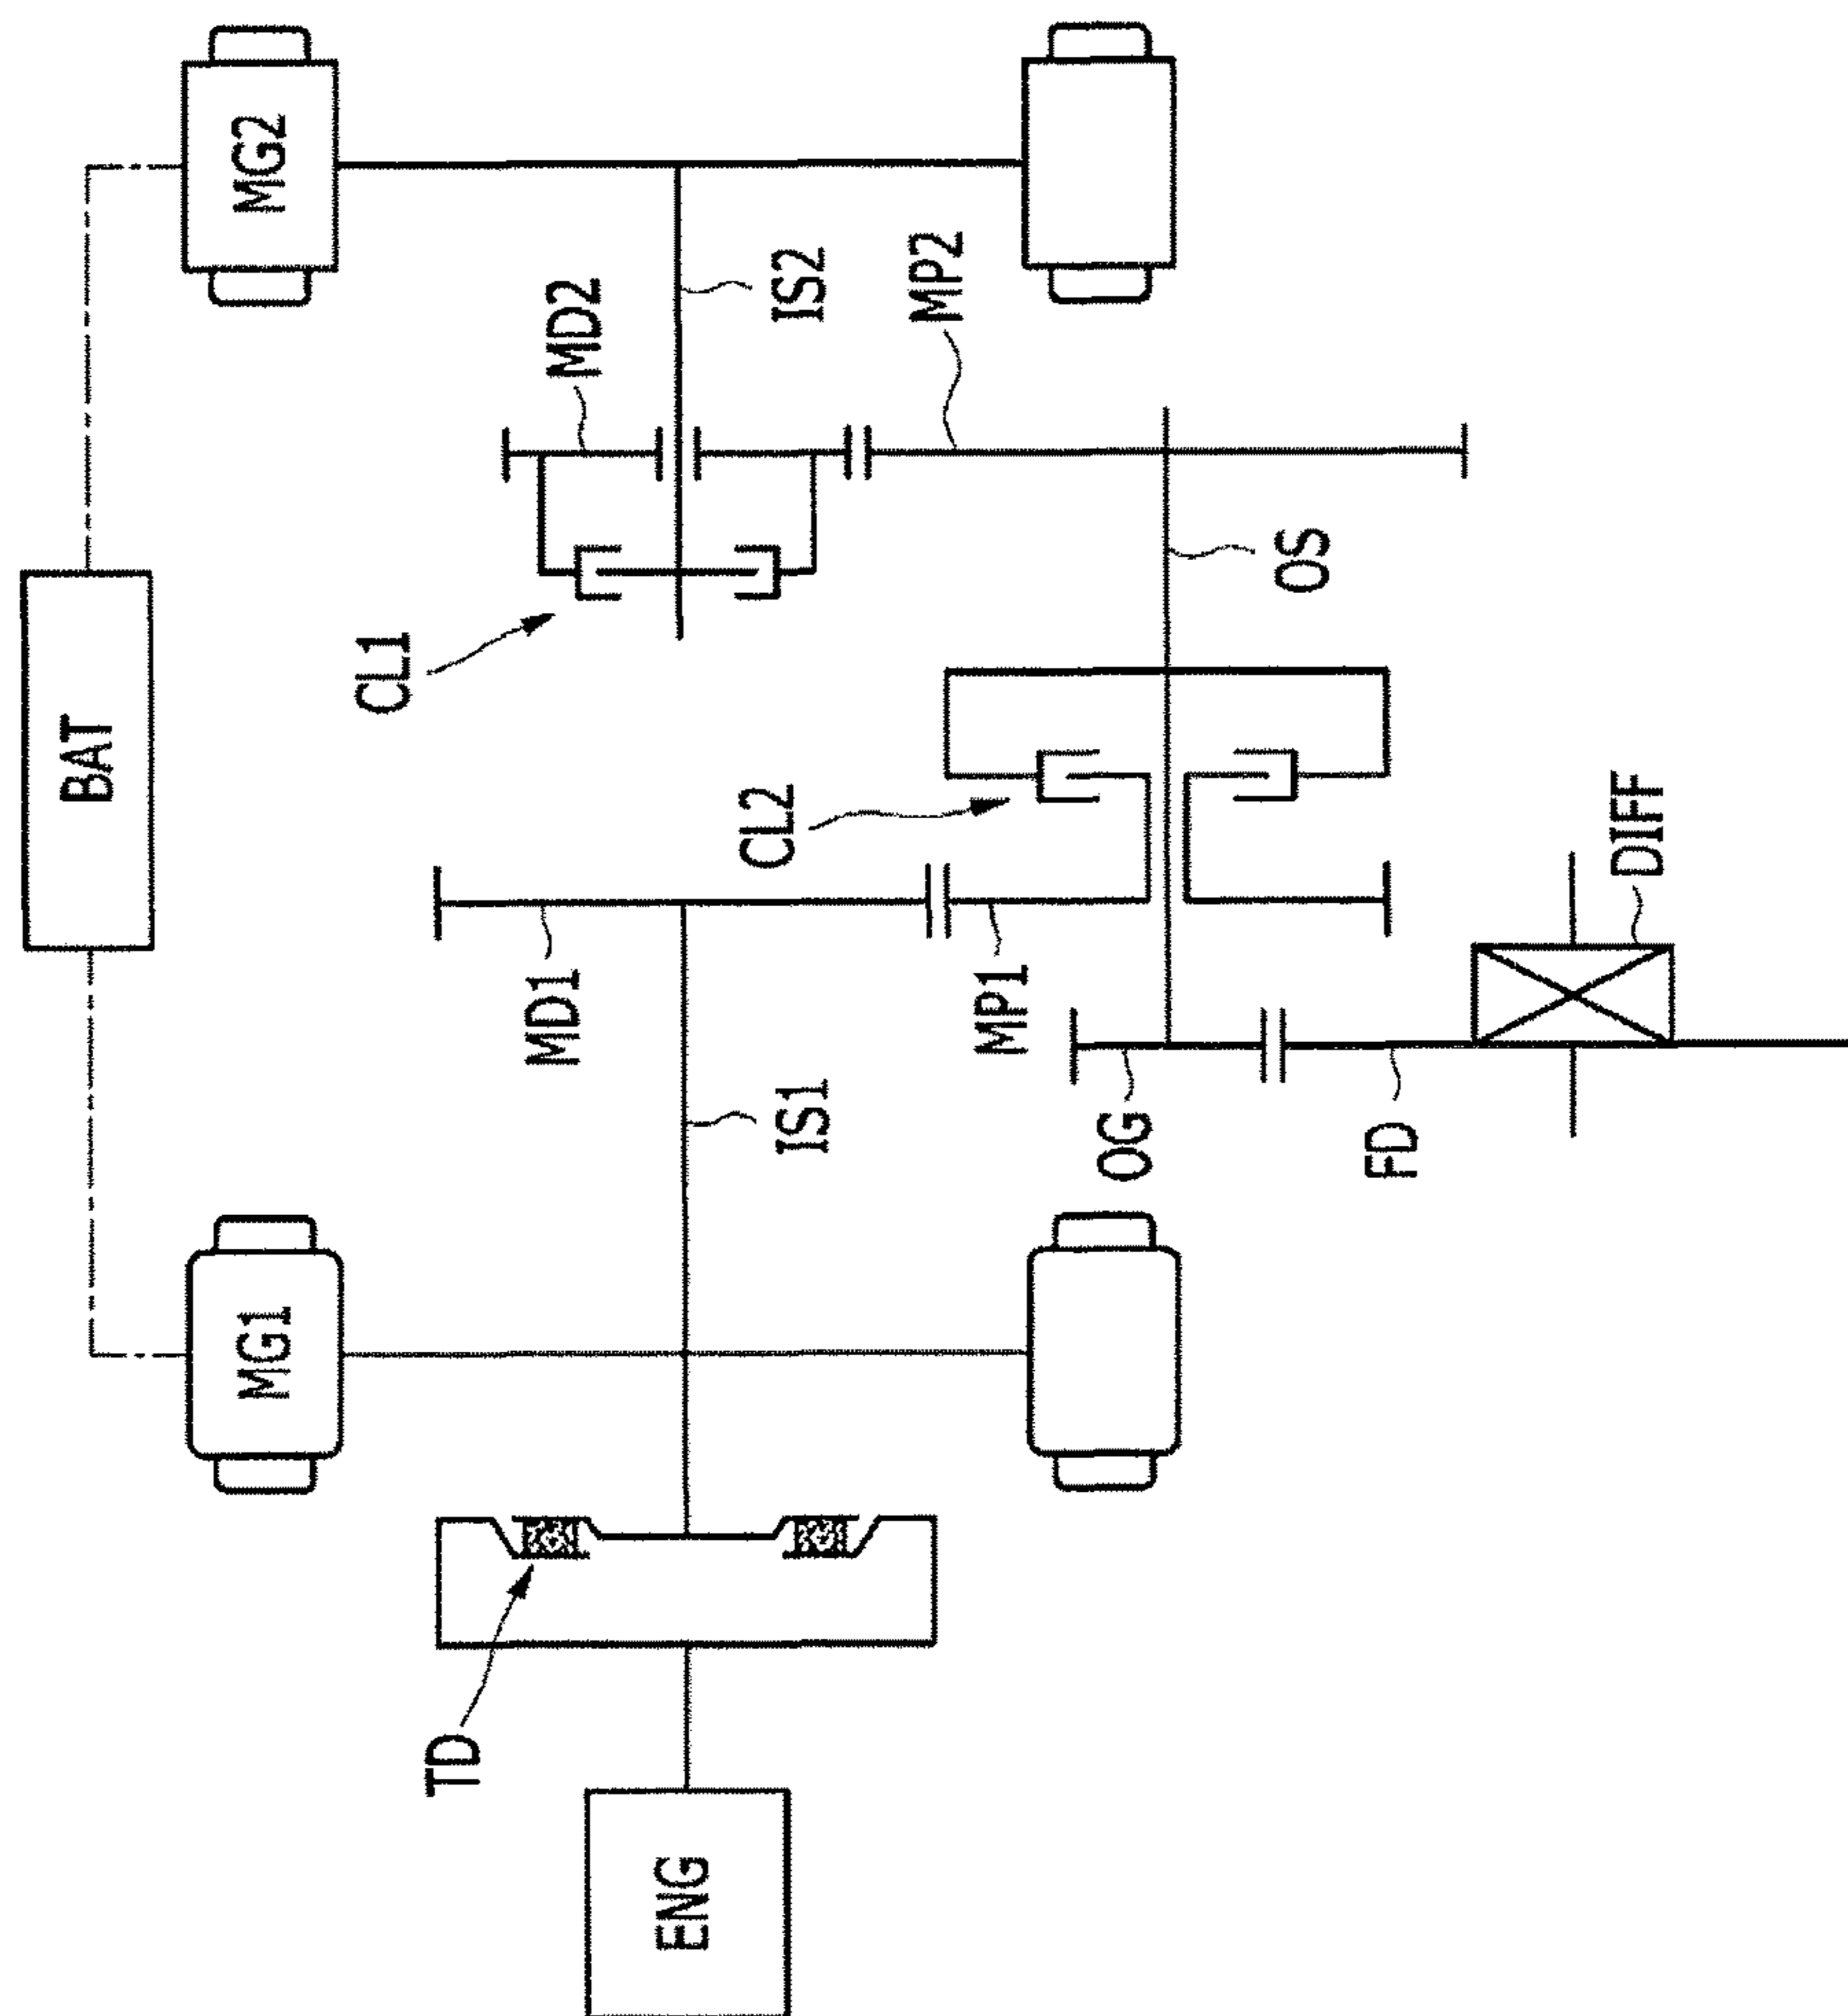 BAT
MG1
MG2
CL1
MD2
TD
MD1
IS2
ENG
IS1
CL2
MP2
MP1
OG
OS
FD
DIFF